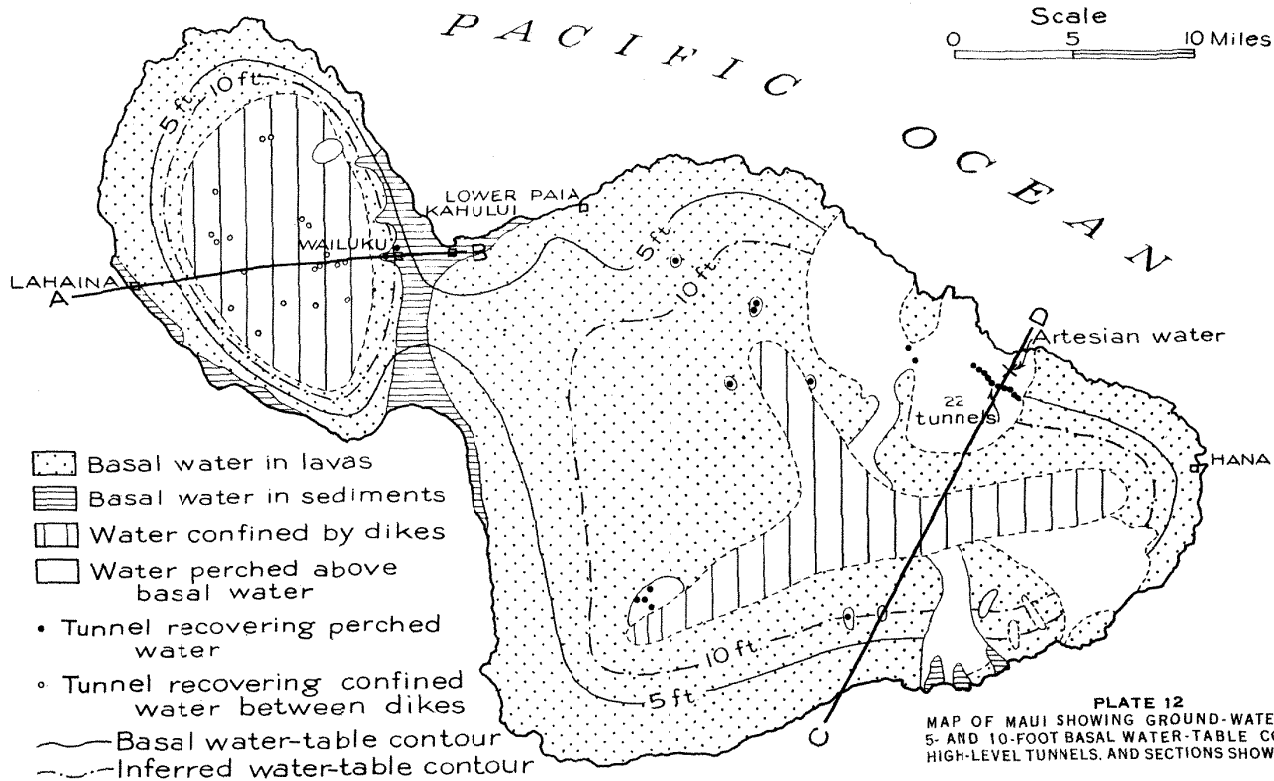 PACIFIC
OCEAN
Scale
0 5 10 Miles
5 ft.
10 ft.
LOWER PAIA
KAHULUI
WAILUKU
B
LAHAINA
A
5 ft
10 ft
D
Artesian water
22
tunnels
HANA
10 ft.
5 ft
C
Basal water in lavas
Basal water in sediments
Water confined by dikes
Water perched above
basal water
Tunnel recovering perched
water
Tunnel recovering confined
water between dikes
Basal water-table contour
Inferred water-table contour
PLATE 12
MAP OF MAUI SHOWING GROUND-WATE
5- AND 10-FOOT BASAL WATER-TABLE CO
HIGH-LEVEL TUNNELS, AND SECTIONS SHOW